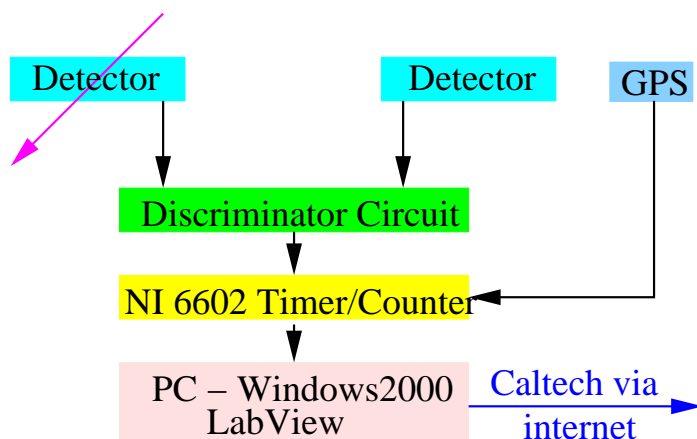 Detector
Detector
GPS
Discriminator Circuit
NI 6602 Timer/Counter
PC – Windows2000
LabView
Caltech via
internet